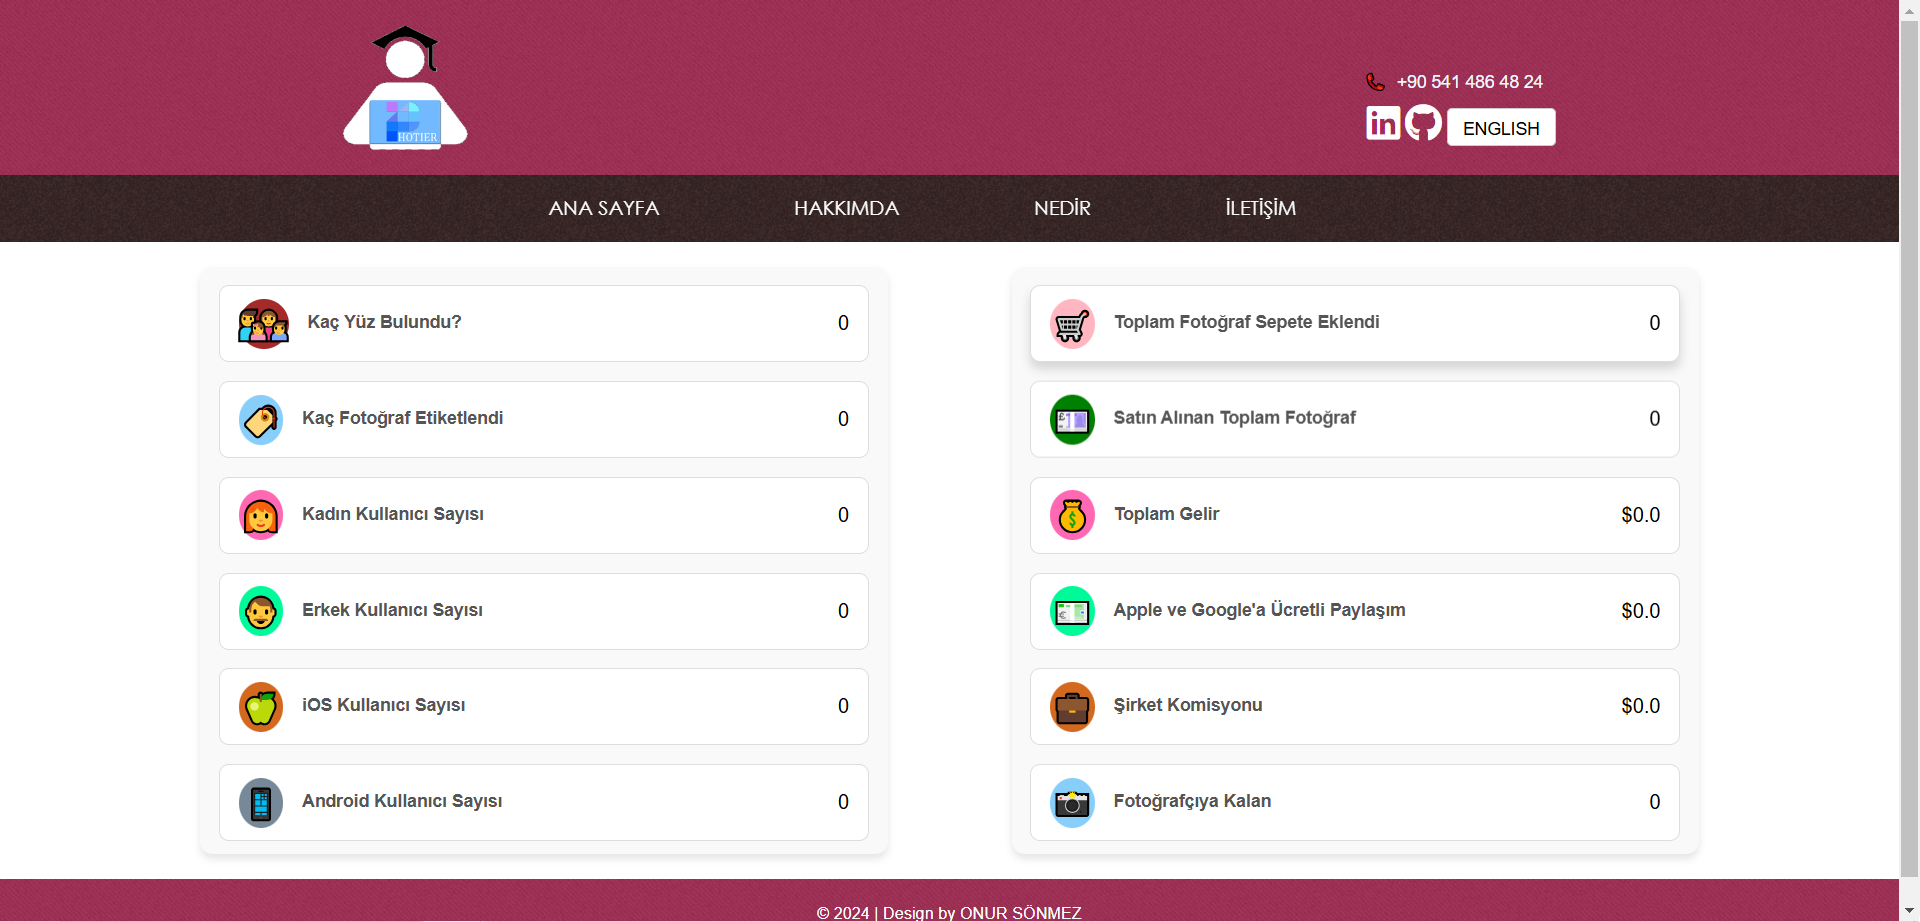 HOTIER
+90 541 486 48 24
ENGLISH
ANA SAYFA
HAKKIMDA
NEDİR
İLETİŞİM
Kaç Yüz Bulundu? 0
Kaç Fotoğraf Etiketlendi 0
Kadın Kullanıcı Sayısı 0
Erkek Kullanıcı Sayısı 0
iOS Kullanıcı Sayısı 0
Android Kullanıcı Sayısı 0
Toplam Fotoğraf Sepete Eklendi 0
Satın Alınan Toplam Fotoğraf 0
Toplam Gelir $0.0
Apple ve Google'a Ücretli Paylaşım $0.0
Şirket Komisyonu $0.0
Fotoğrafçıya Kalan 0
© 2024 | Design by ONUR SÖNMEZ